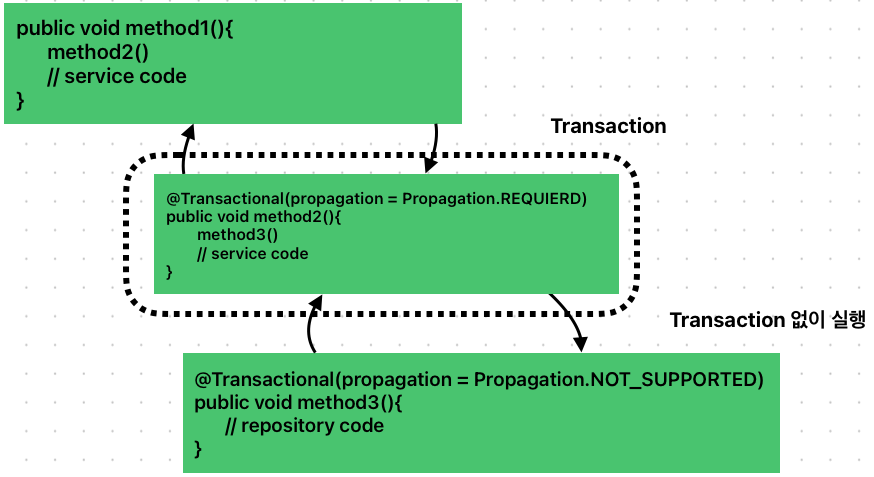 public void method1(){
method2()
// service code
}
Transaction
@Transactional(propagation = Propagation.REQUIERD)
public void method2(){
method3()
// service code
}
Transaction 없이 실행
@Transactional(propagation = Propagation.NOT_SUPPORTED)
public void method3(){
// repository code
}